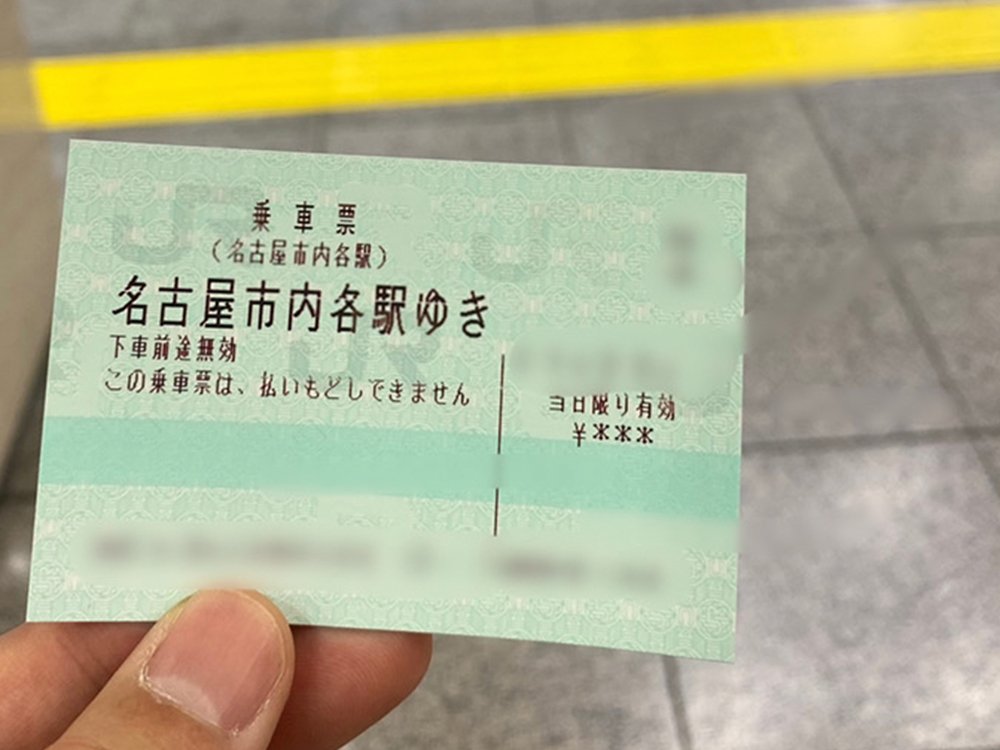 乗車票
（名古屋市内各駅）
名古屋市内各駅ゆき
下車前途無効
この乗車票は、払いもどしできません
当日限り有効
¥***